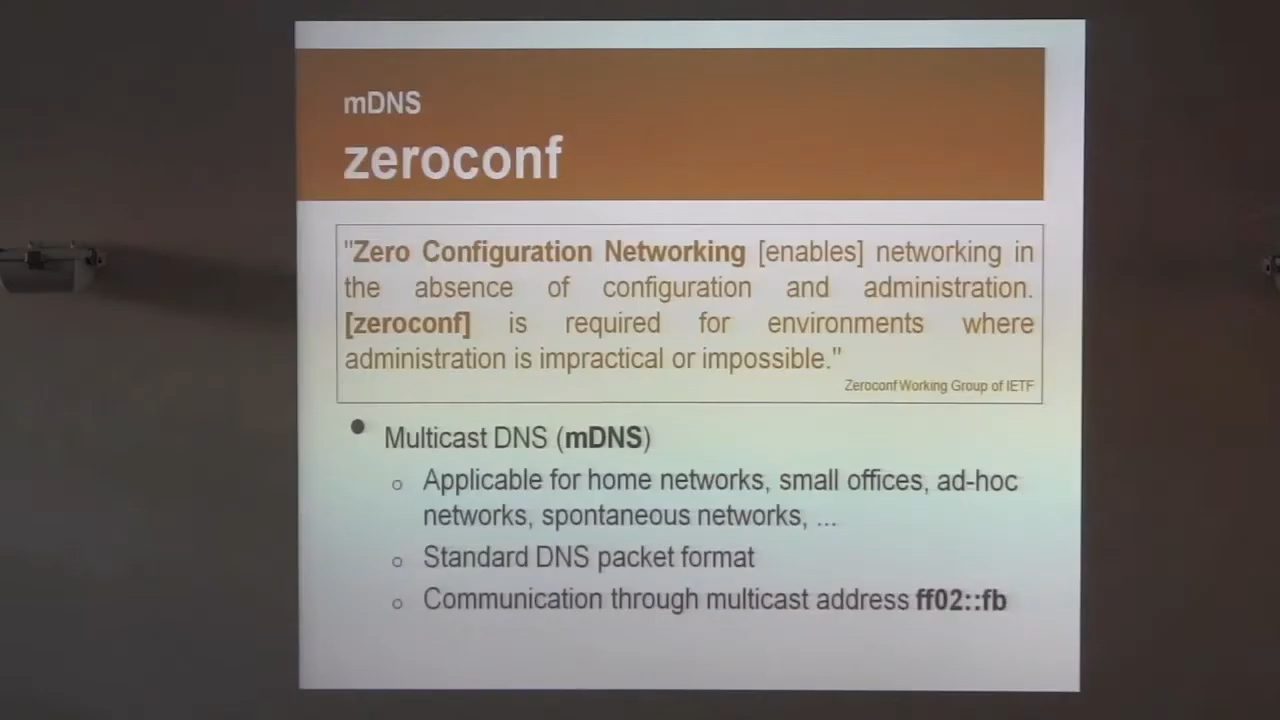 mDNS
zeroconf
"Zero Configuration Networking [enables] networking in
the absence of configuration and administration.
[zeroconf] is required for environments where
administration is impractical or impossible."
Zeroconf Working Group of IETF
• Multicast DNS (mDNS)
o Applicable for home networks, small offices, ad-hoc
networks, spontaneous networks, ...
o Standard DNS packet format
o Communication through multicast address ff02::fb